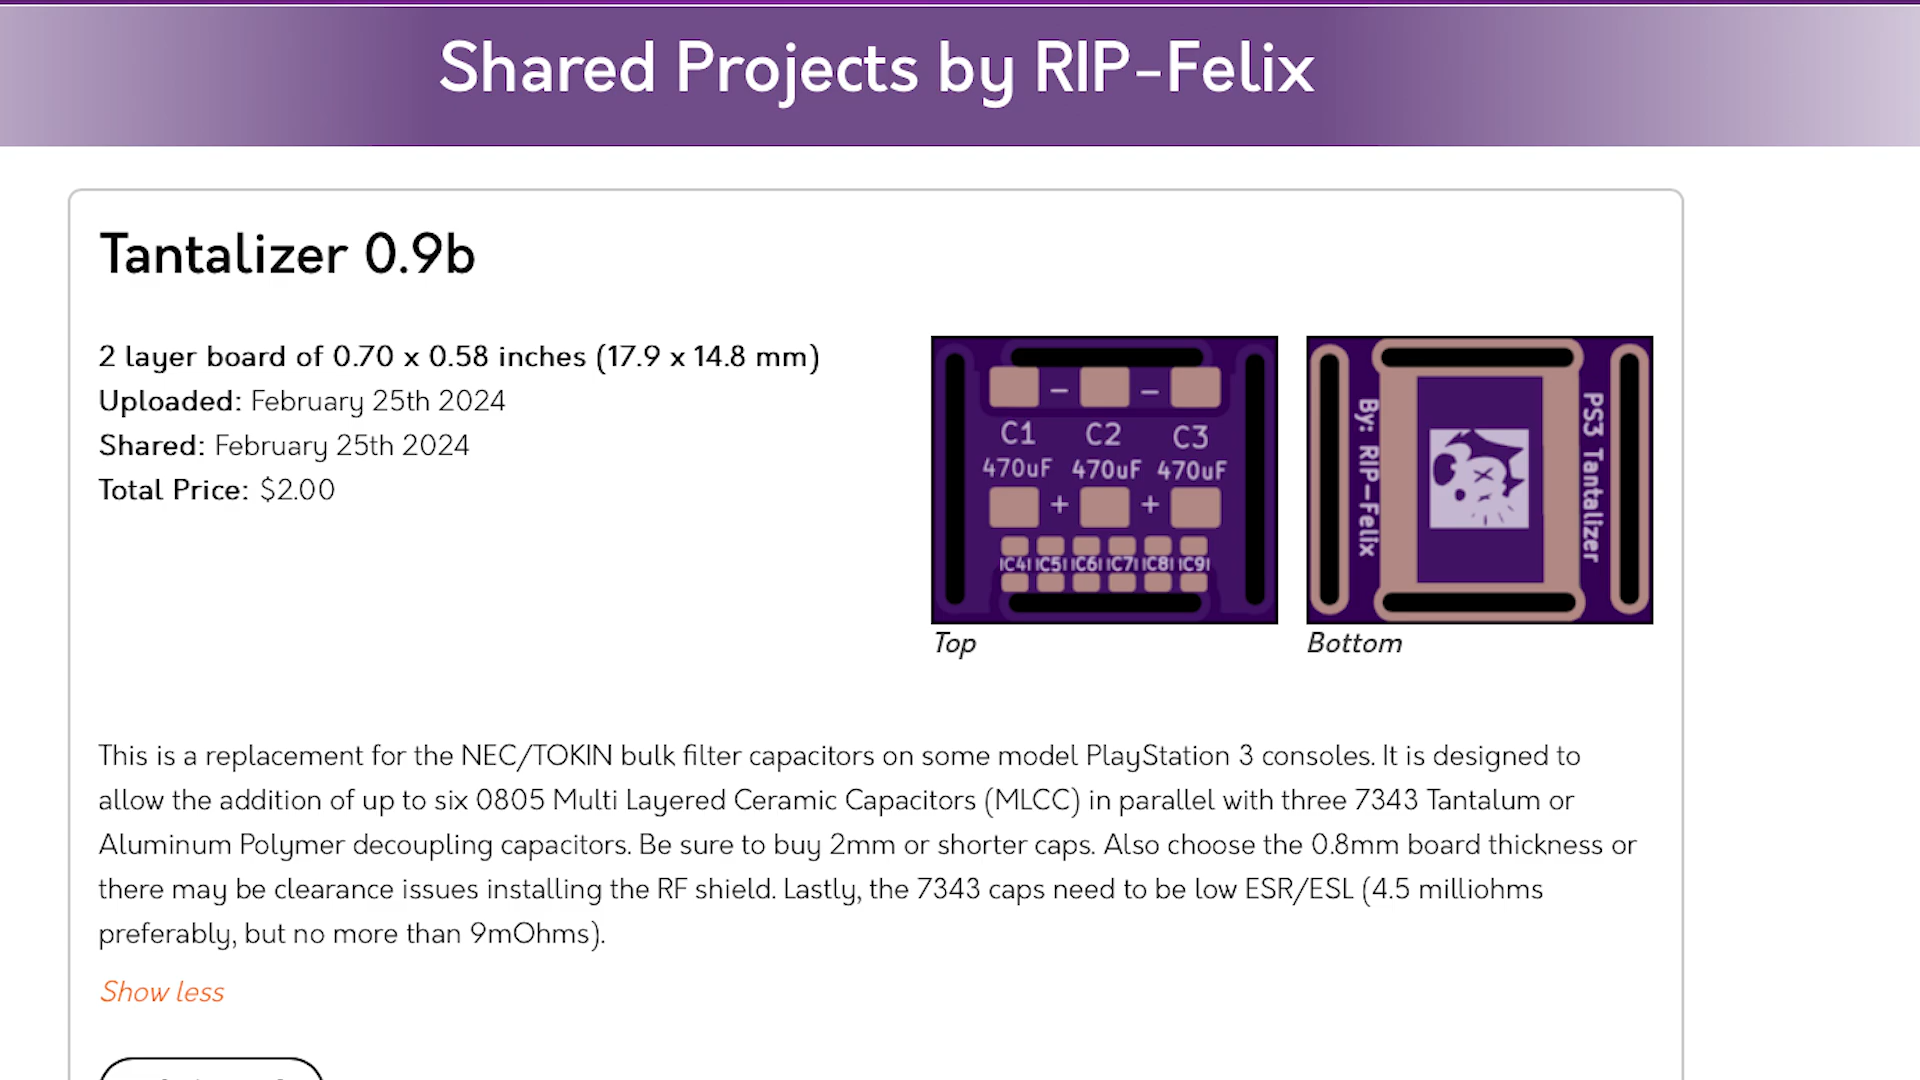 Shared Projects by RIP-Felix
Tantalizer 0.9b
2 layer board of 0.70 x 0.58 inches (17.9 x 14.8 mm)
Uploaded: February 25th 2024
Shared: February 25th 2024
Total Price: $2.00
C1 C2 C3
470uF 470uF 470uF
+ +
C4 C5 C6 C7 C8 C9
Top
By: RIP-Felix
PS3 Tantalizer
Bottom
This is a replacement for the NEC/TOKIN bulk filter capacitors on some model PlayStation 3 consoles. It is designed to
allow the addition of up to six 0805 Multi Layered Ceramic Capacitors (MLCC) in parallel with three 7343 Tantalum or
Aluminum Polymer decoupling capacitors. Be sure to buy 2mm or shorter caps. Also choose the 0.8mm board thickness or
there may be clearance issues installing the RF shield. Lastly, the 7343 caps need to be low ESR/ESL (4.5 milliohms
preferably, but no more than 9mOhms).
Show less